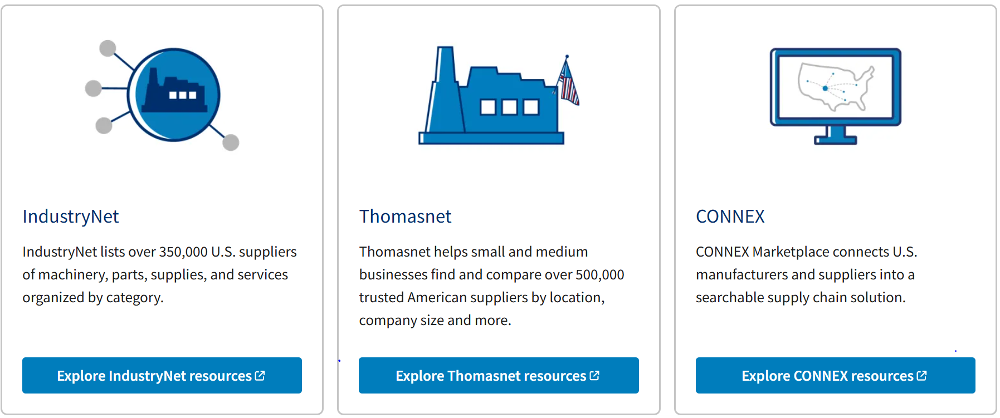 IndustryNet
IndustryNet lists over 350,000 U.S. suppliers
of machinery, parts, supplies, and services
organized by category.
Explore IndustryNet resources
Thomasnet
Thomasnet helps small and medium
businesses find and compare over 500,000
trusted American suppliers by location,
company size and more.
Explore Thomasnet resources
CONNEX
CONNEX Marketplace connects U.S.
manufacturers and suppliers into a
searchable supply chain solution.
Explore CONNEX resources